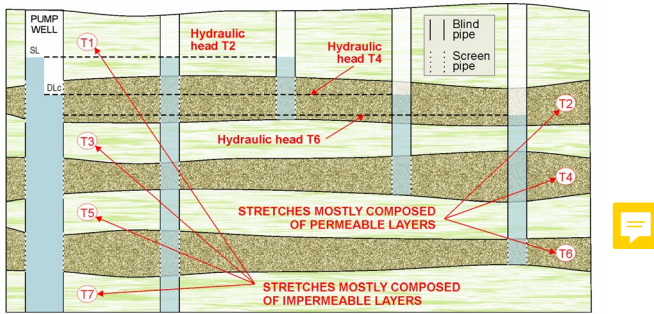 PUMP
WELL
SL
DLc
T1
Hydraulic
head T2
Hydraulic
head T4
Blind
pipe
Screen
pipe
T2
Hydraulic head T6
T3
T4
T5
STRETCHES MOSTLY COMPOSED
OF PERMEABLE LAYERS
T6
T7
STRETCHES MOSTLY COMPOSED
OF IMPERMEABLE LAYERS